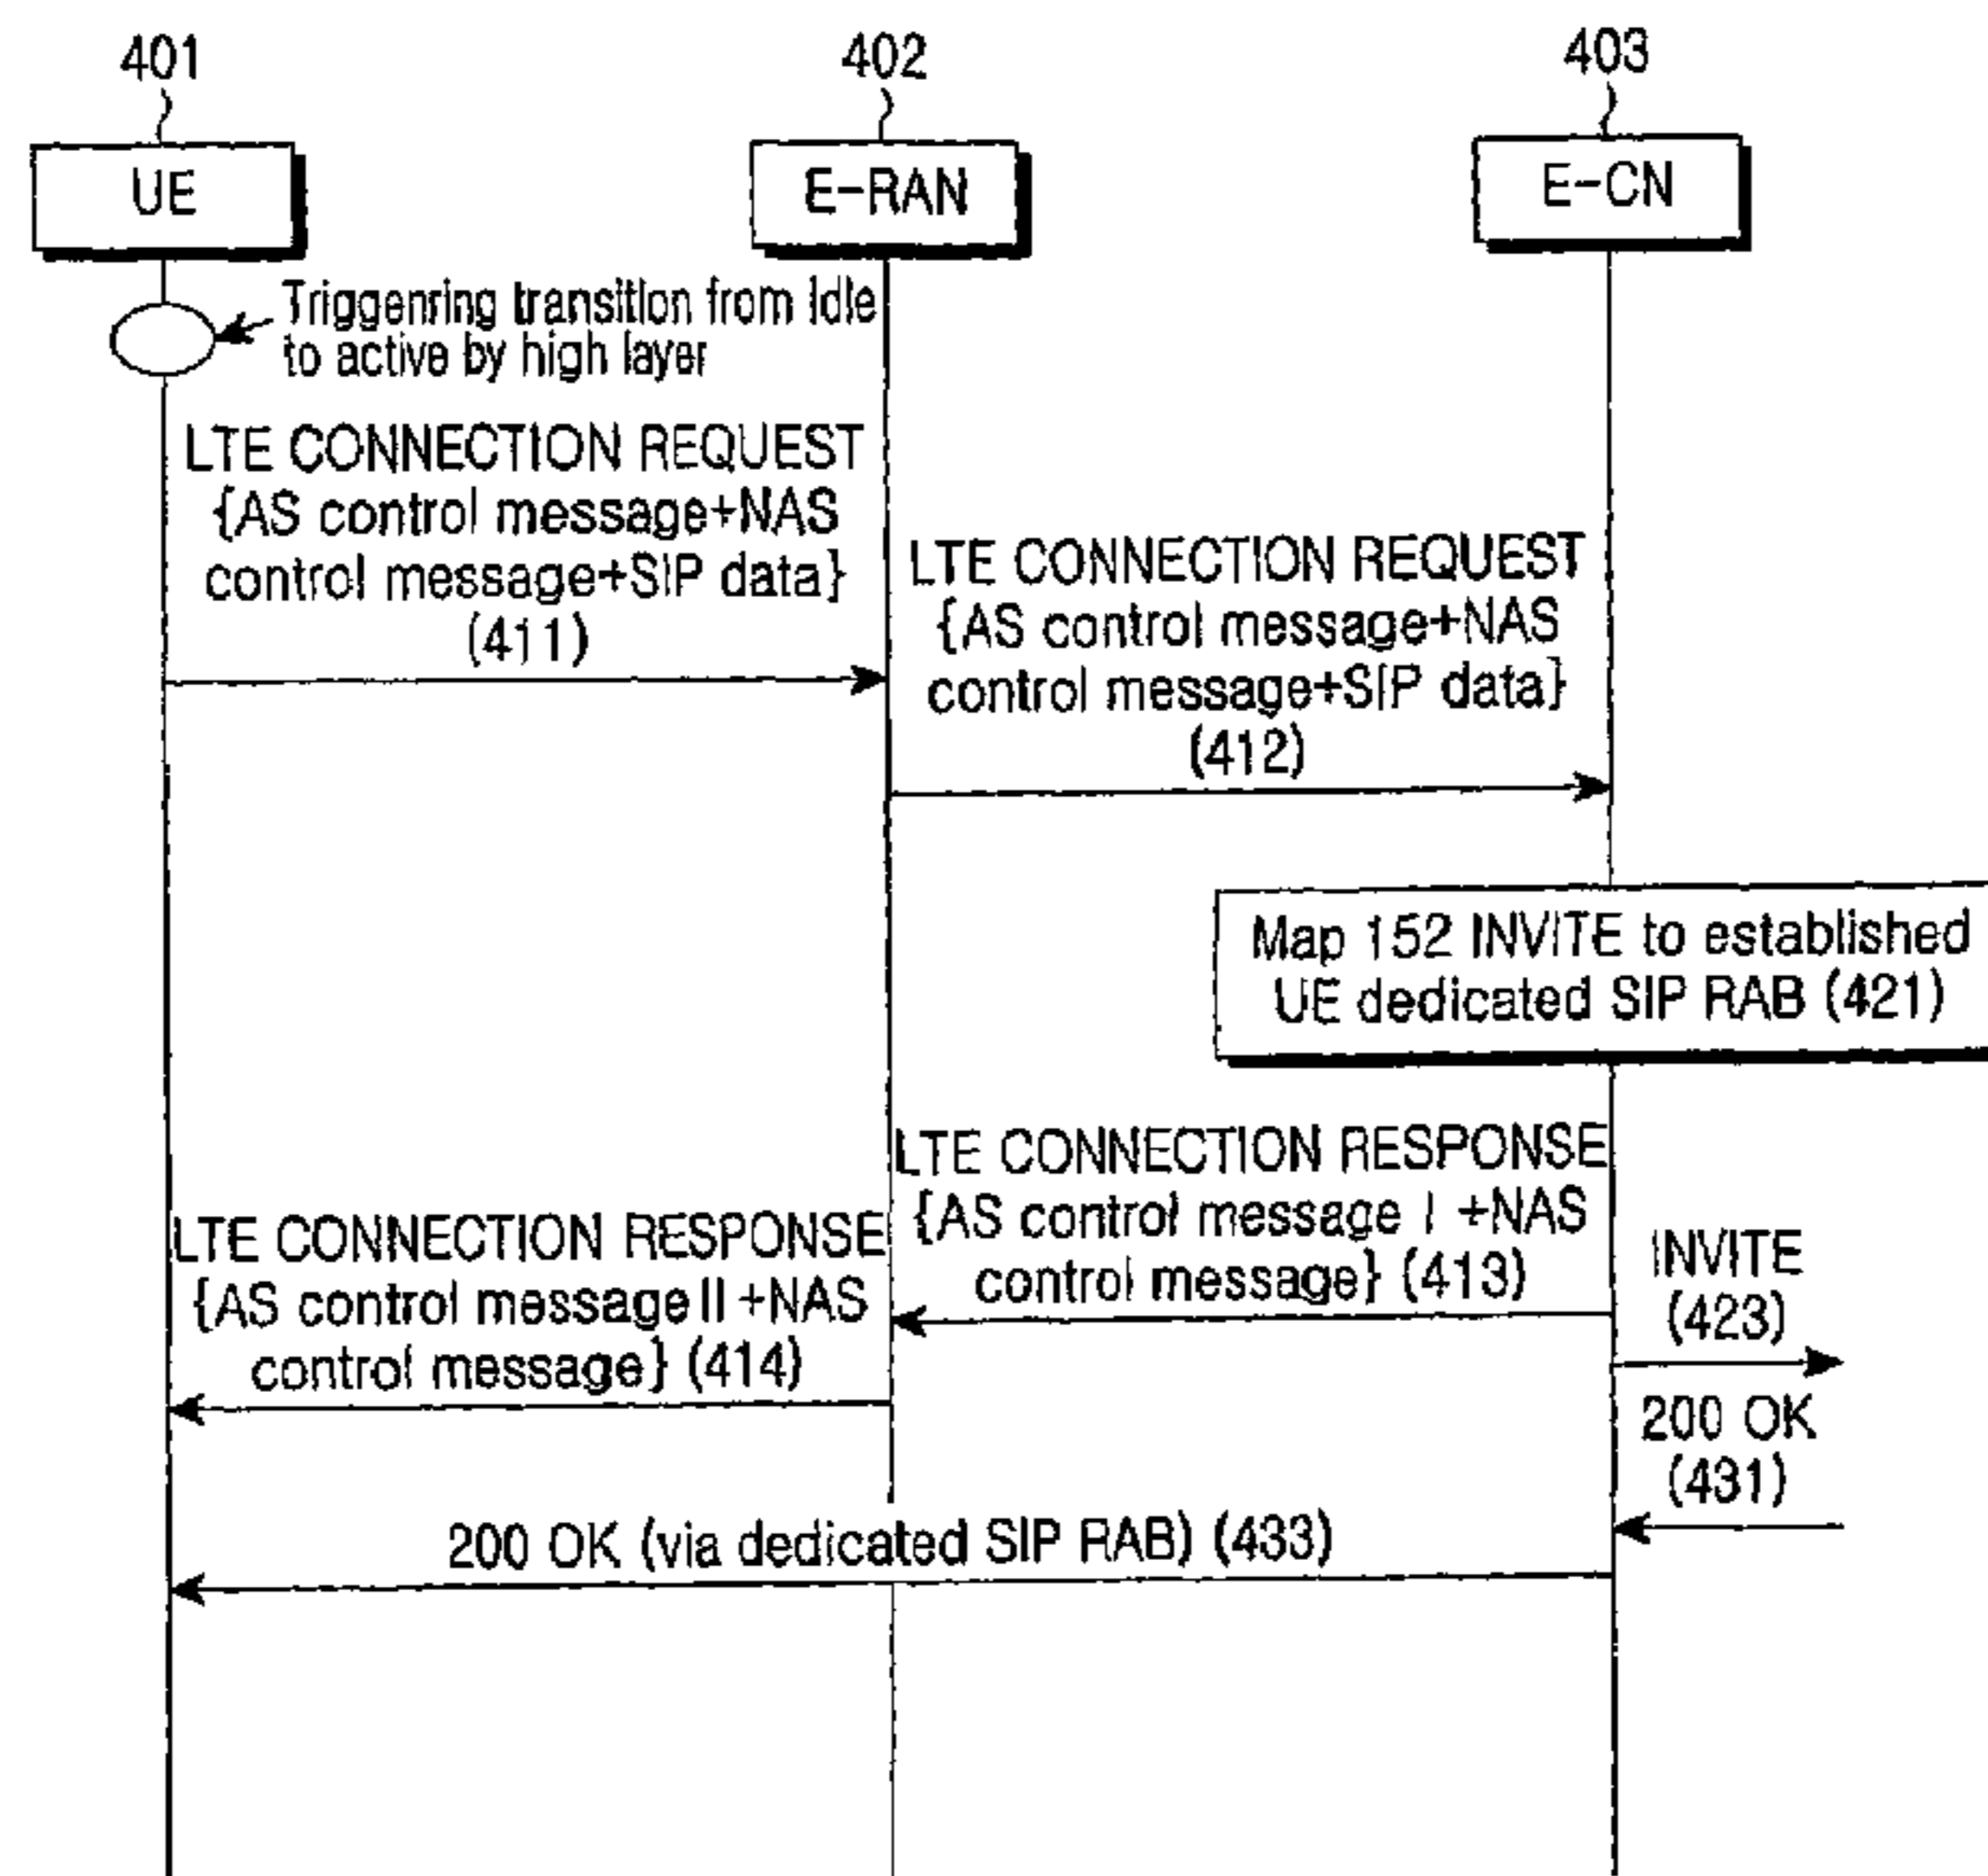 401
402
403
UE
E-RAN
E-CN
Triggenring transition from Idle
to active by high layer
LTE CONNECTION REQUEST
{AS control message+NAS
control message+SIP data}
(411)
LTE CONNECTION REQUEST
{AS control message+NAS
control message+SIP data}
(412)
Map 152 INVITE to established
UE dedicated SIP RAB (421)
LTE CONNECTION RESPONSE
{AS control message I +NAS
control message} (413)
LTE CONNECTION RESPONSE
{AS control message II +NAS
control message} (414)
INVITE
(423)
200 OK
(431)
200 OK (via dedicated SIP RAB) (433)